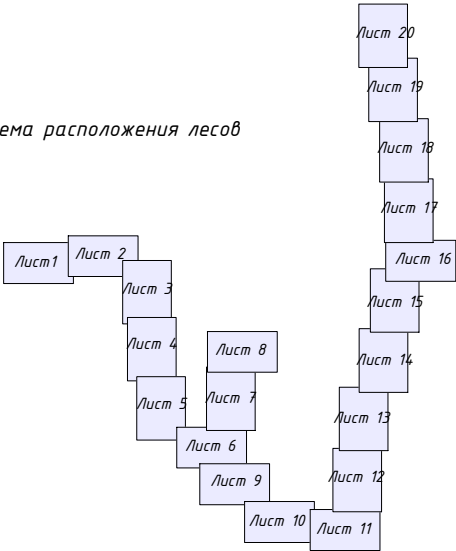 Лист 20
Лист 19
ема расположения лесов
Лист 18
Лист 17
Лист1
Лист 2
Лист 16
Лист 3
Лист 15
Лист 4
Лист 8
Лист 14
Лист 5
Лист 7
Лист 13
Лист 6
Лист 9
Лист 12
Лист 10
Лист 11